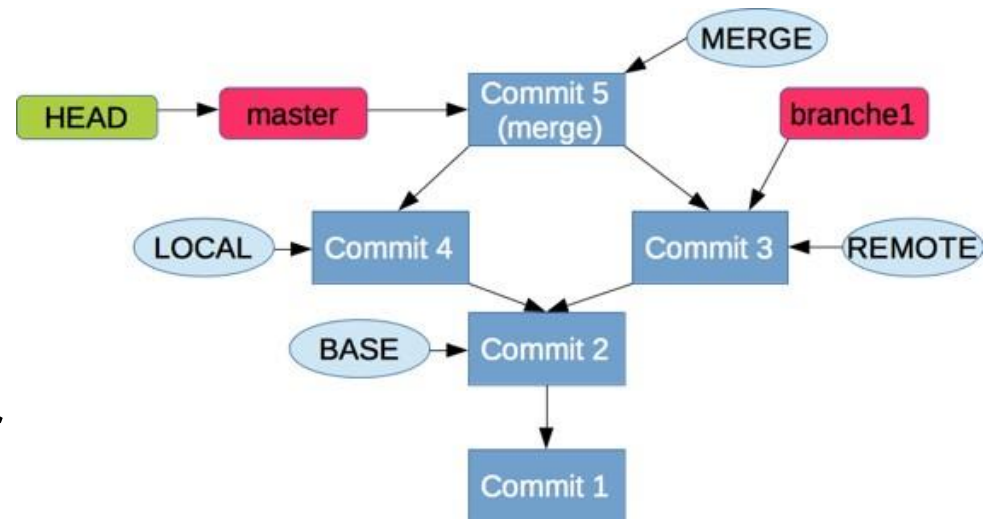 MERGE
HEAD
master
Commit 5
(merge)
branche1
LOCAL
Commit 4
Commit 3
REMOTE
BASE
Commit 2
Commit 1